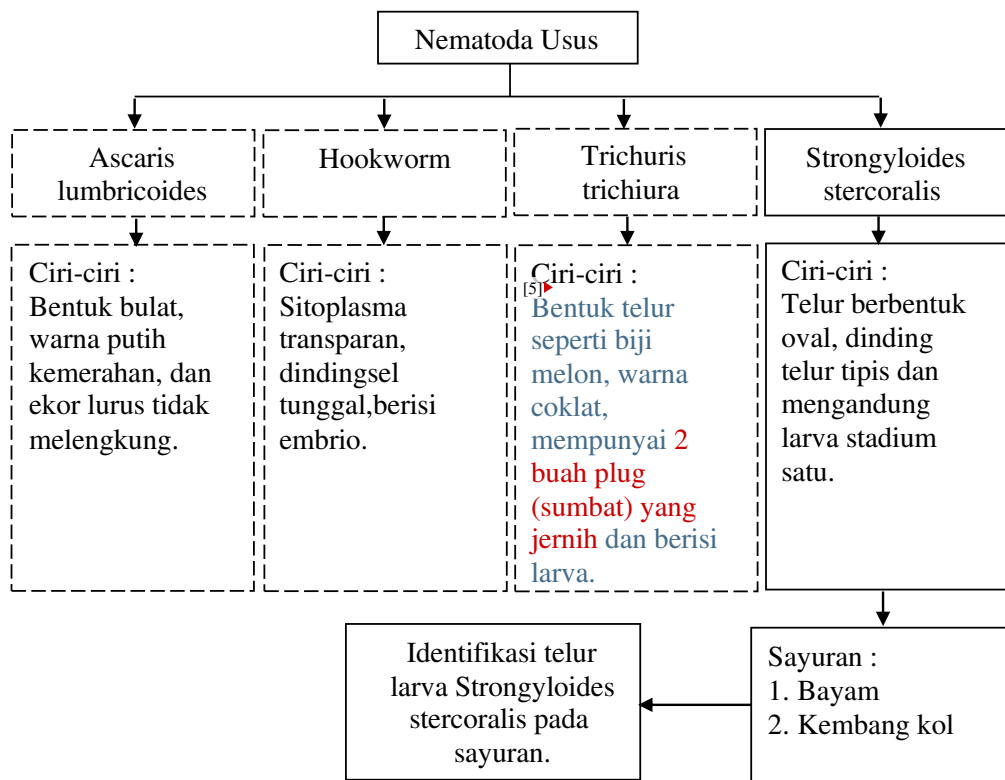 Nematoda Usus
Ascaris
lumbricoides
Hookworm
Trichuris
trichiura
Strongyloides
stercoralis
Ciri-ciri :
Bentuk bulat,
warna putih
kemerahan, dan
ekor lurus tidak
melengkung.
Ciri-ciri :
Sitoplasma
transparan,
dindingsel
tunggal,berisi
embrio.
Ciri-ciri :
[5]
Bentuk telur
seperti biji
melon, warna
coklat,
mempunyai 2
buah plug
(sumbat) yang
jernih dan berisi
larva.
Ciri-ciri :
Telur berbentuk
oval, dinding
telur tipis dan
mengandung
larva stadium
satu.
Identifikasi telur
larva Strongyloides
stercoralis pada
sayuran.
Sayuran :
1. Bayam
2. Kembang kol